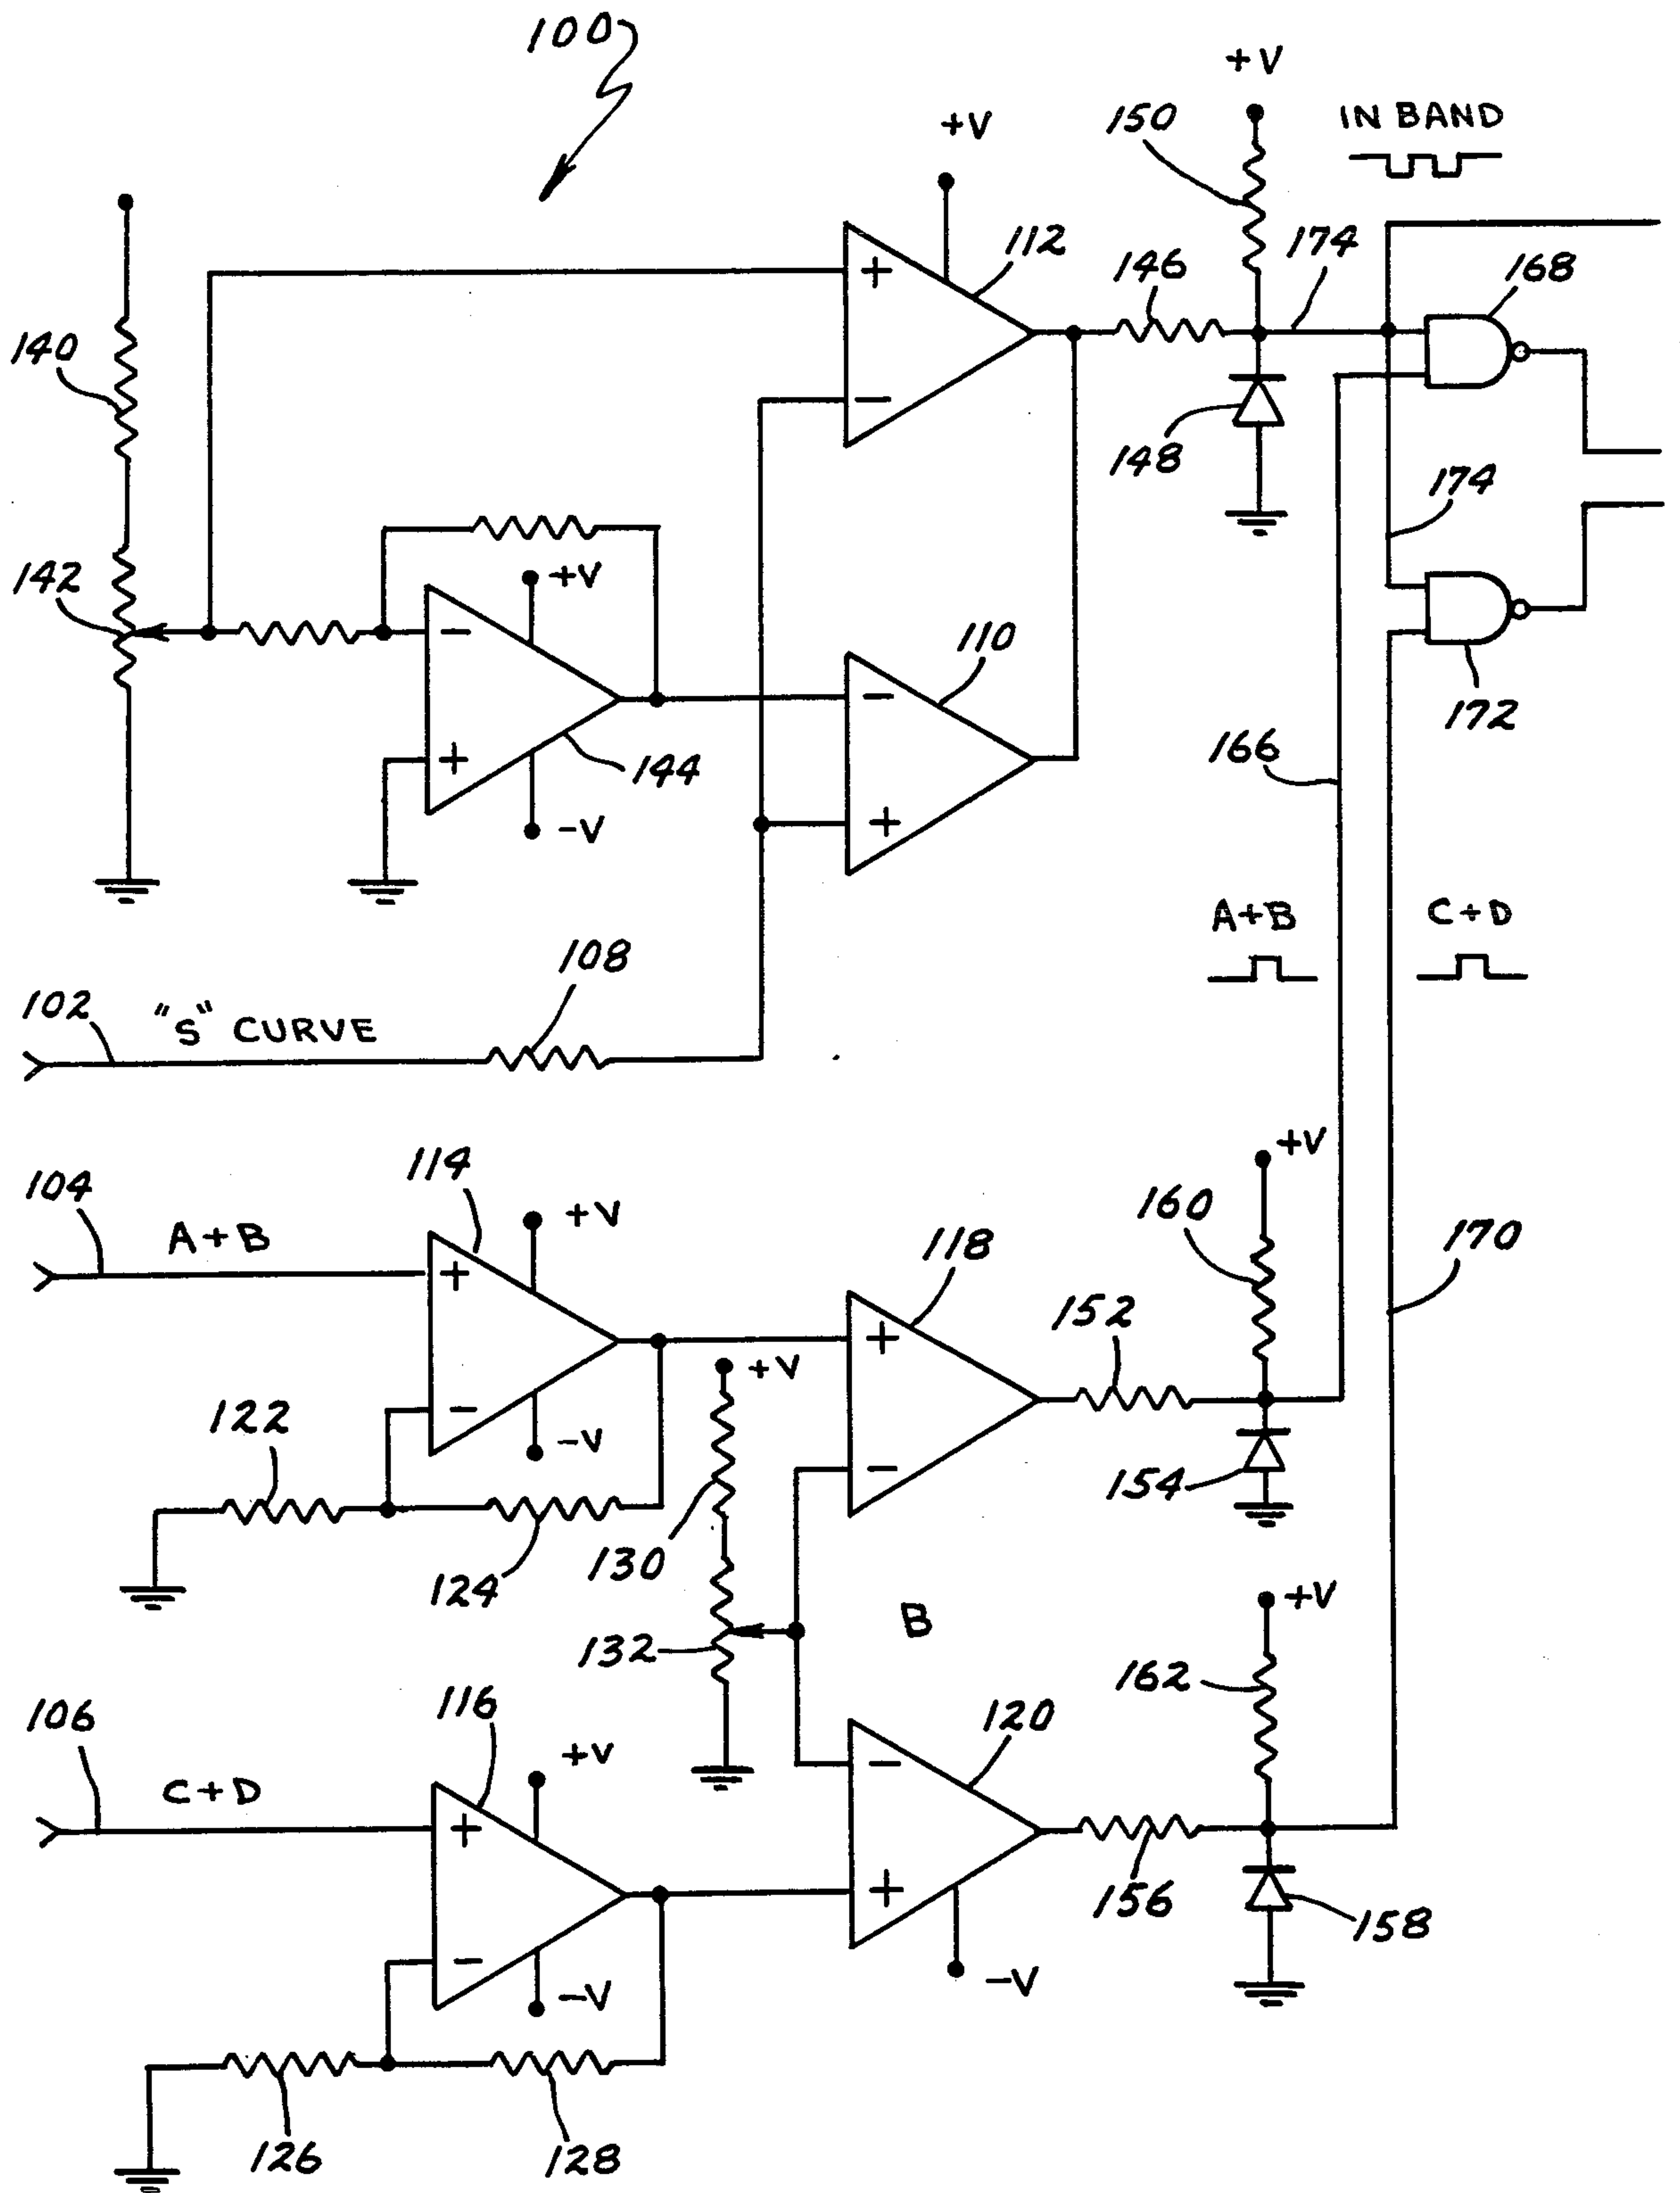 100
+V
+V
150
IN BAND
112
146
174
168
140
148
174
142
+
−
+V
−
+
144
−V
110
−
+
172
166
A+B
C+D
108
102
"S" CURVE
104
A+B
114
+V
+
−
−V
118
+
−
+V
160
152
170
122
124
+V
130
132
154
B
+V
162
106
C+D
116
+V
+
−
−V
120
−
+
−V
156
158
126
128